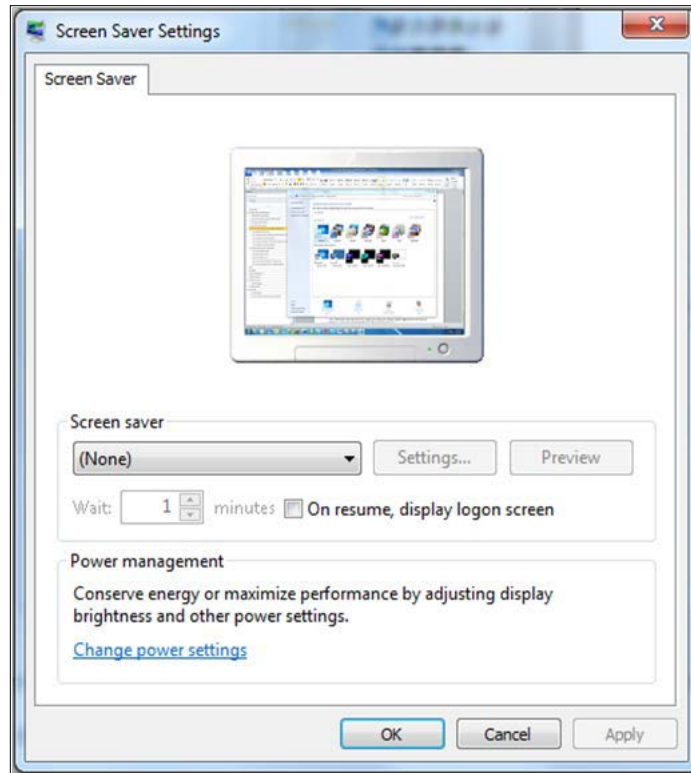 Screen Saver Settings
Screen Saver
Screen saver
(None)
Settings...
Preview
Wait:
1
minutes
On resume, display logon screen
Power management
Conserve energy or maximize performance by adjusting display
brightness and other power settings.
Change power settings
OK
Cancel
Apply